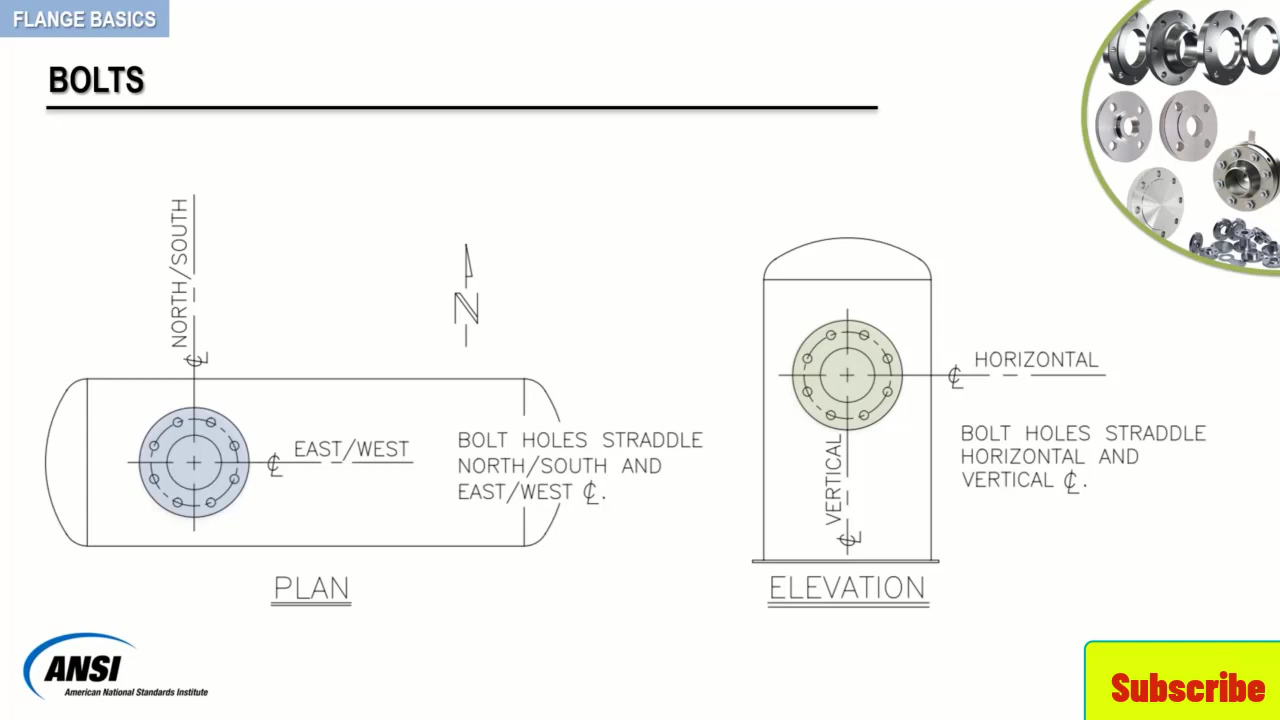 FLANGE BASICS
BOLTS
NORTH/SOUTH
℄
N
EAST/WEST
℄
BOLT HOLES STRADDLE
NORTH/SOUTH AND
EAST/WEST ℄.
PLAN
HORIZONTAL
℄
BOLT HOLES STRADDLE
HORIZONTAL AND
VERTICAL ℄.
VERTICAL
℄
ELEVATION
ANSI
American National Standards Institute
Subscribe